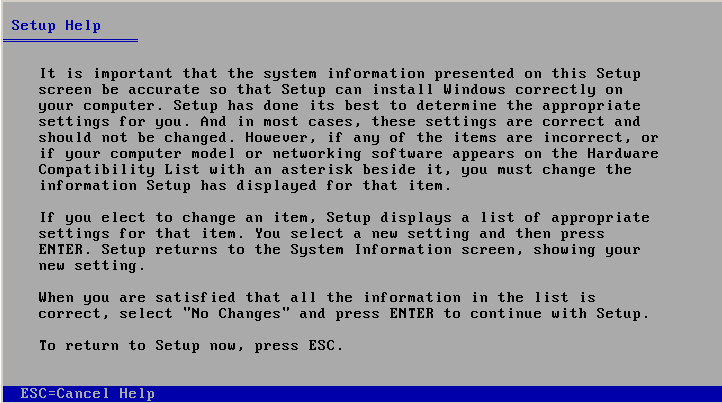 Setup Help
It is important that the system information presented on this Setup
screen be accurate so that Setup can install Windows correctly on
your computer. Setup has done its best to determine the appropriate
settings for you. And in most cases, these settings are correct and
should not be changed. However, if any of the items are incorrect, or
if your computer model or networking software appears on the Hardware
Compatibility List with an asterisk beside it, you must change the
information Setup has displayed for that item.
If you elect to change an item, Setup displays a list of appropriate
settings for that item. You select a new setting and then press
ENTER. Setup returns to the System Information screen, showing your
new setting.
When you are satisfied that all the information in the list is
correct, select "No Changes" and press ENTER to continue with Setup.
To return to Setup now, press ESC.
ESC=Cancel Help